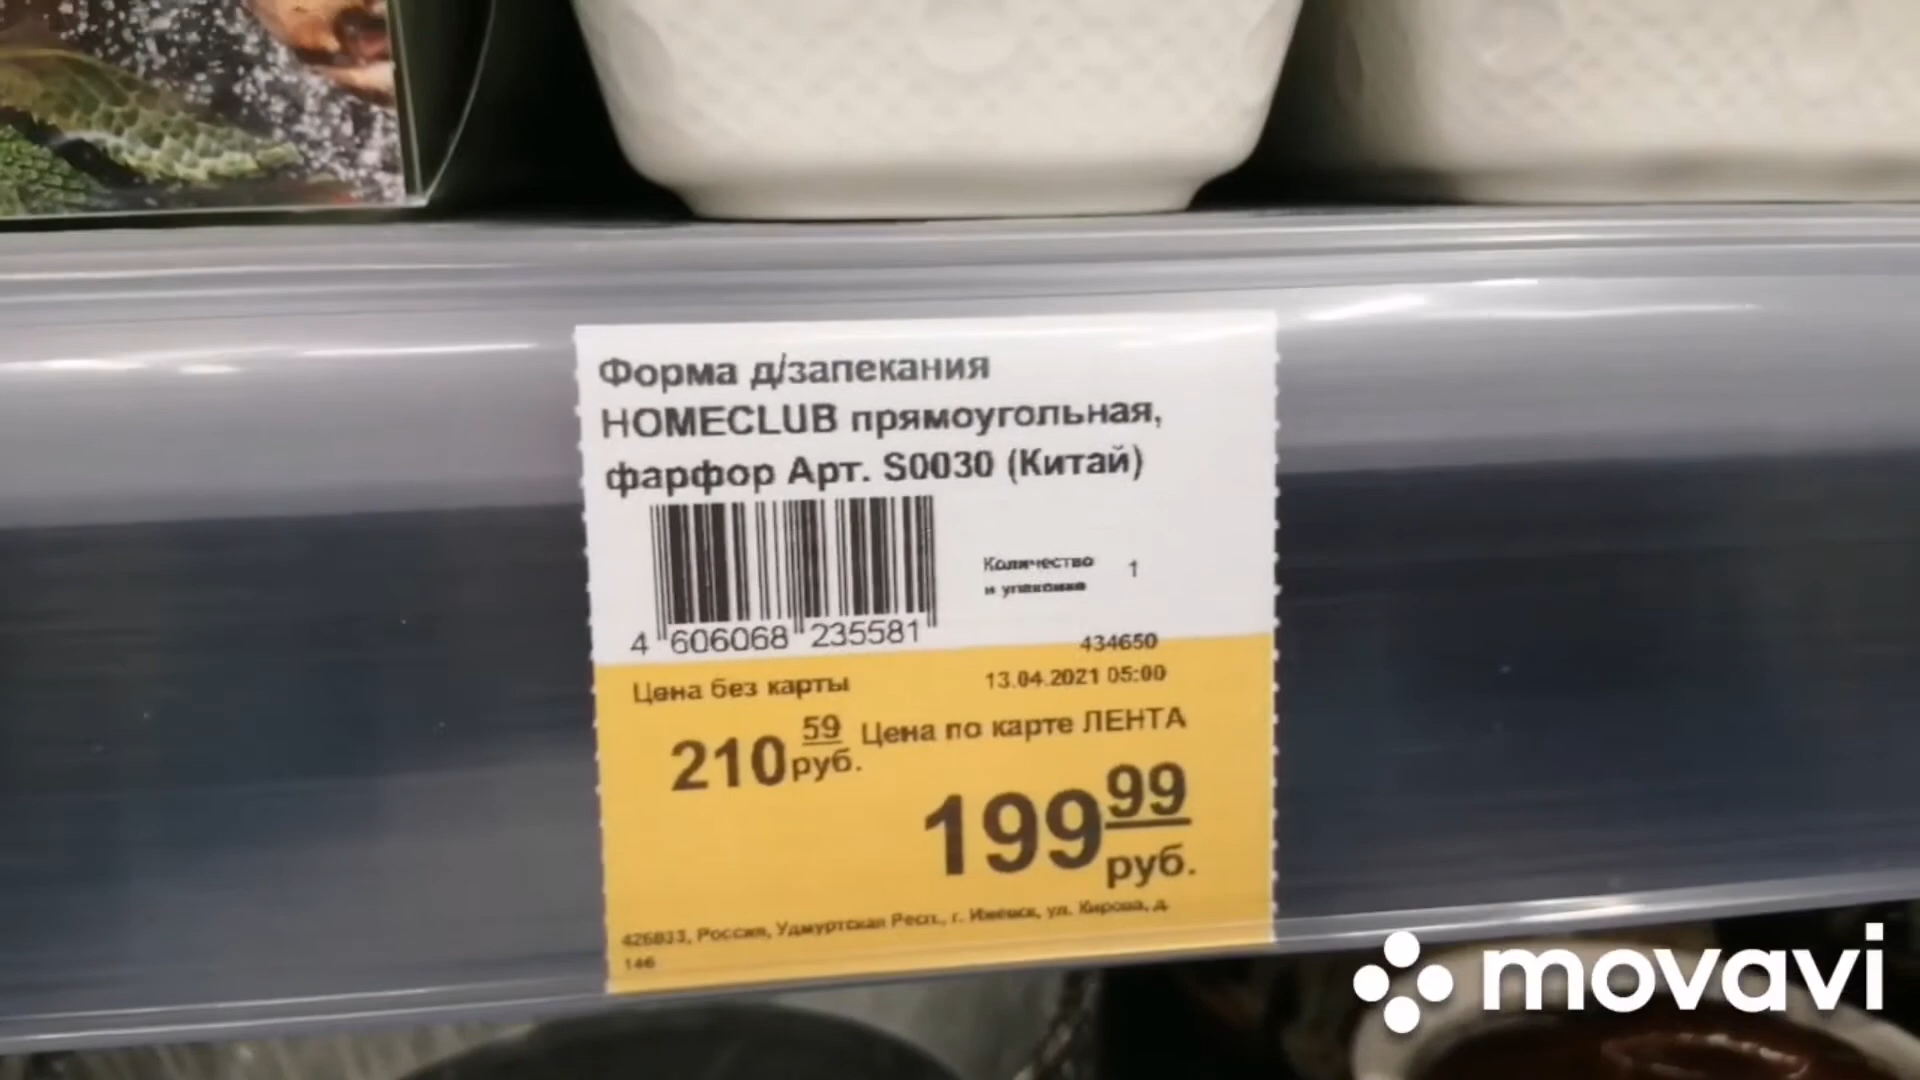 Форма д/запекания
HOMECLUB прямоугольная,
фарфор Арт. S0030 (Китай)
Количество
в упаковке 1
4 606068 235581
434650
Цена без карты
13.04.2021 05:00
210 59 руб.
Цена по карте ЛЕНТА
199 99 руб.
426033, Россия, Удмуртская Респ., г. Ижевск, ул. Кирова, д.
146
movavi